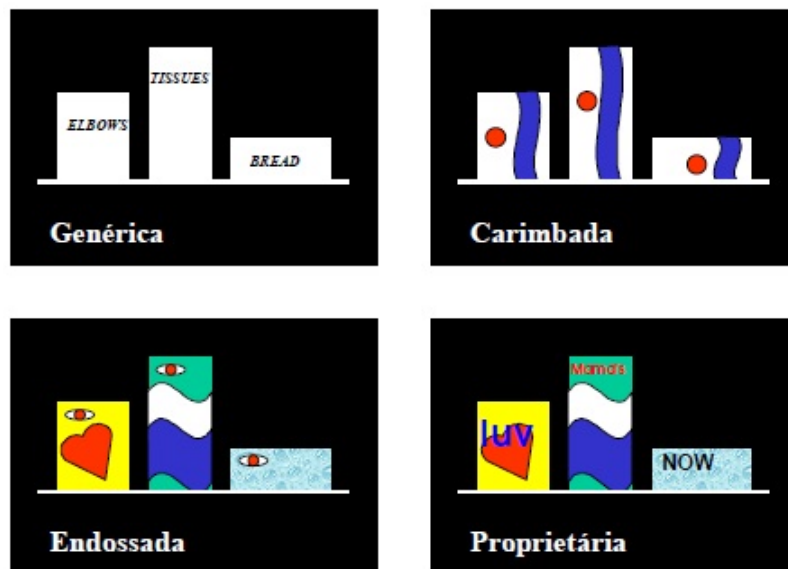 TISSUES
ELBOWS
BREAD
Genérica
Carimbada
Mama's
luv
NOW
Endossada
Proprietária